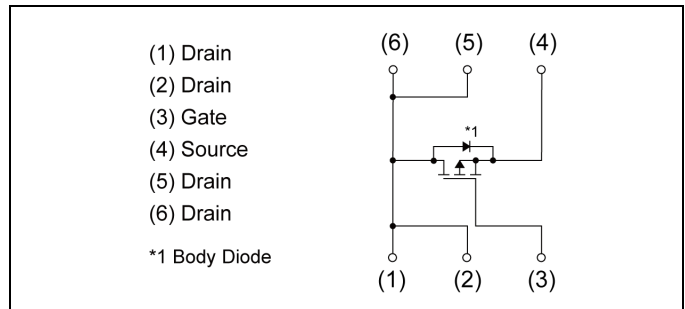 (1) Drain
(2) Drain
(3) Gate
(4) Source
(5) Drain
(6) Drain
*1 Body Diode
(6) (5) (4)
*1
(1) (2) (3)